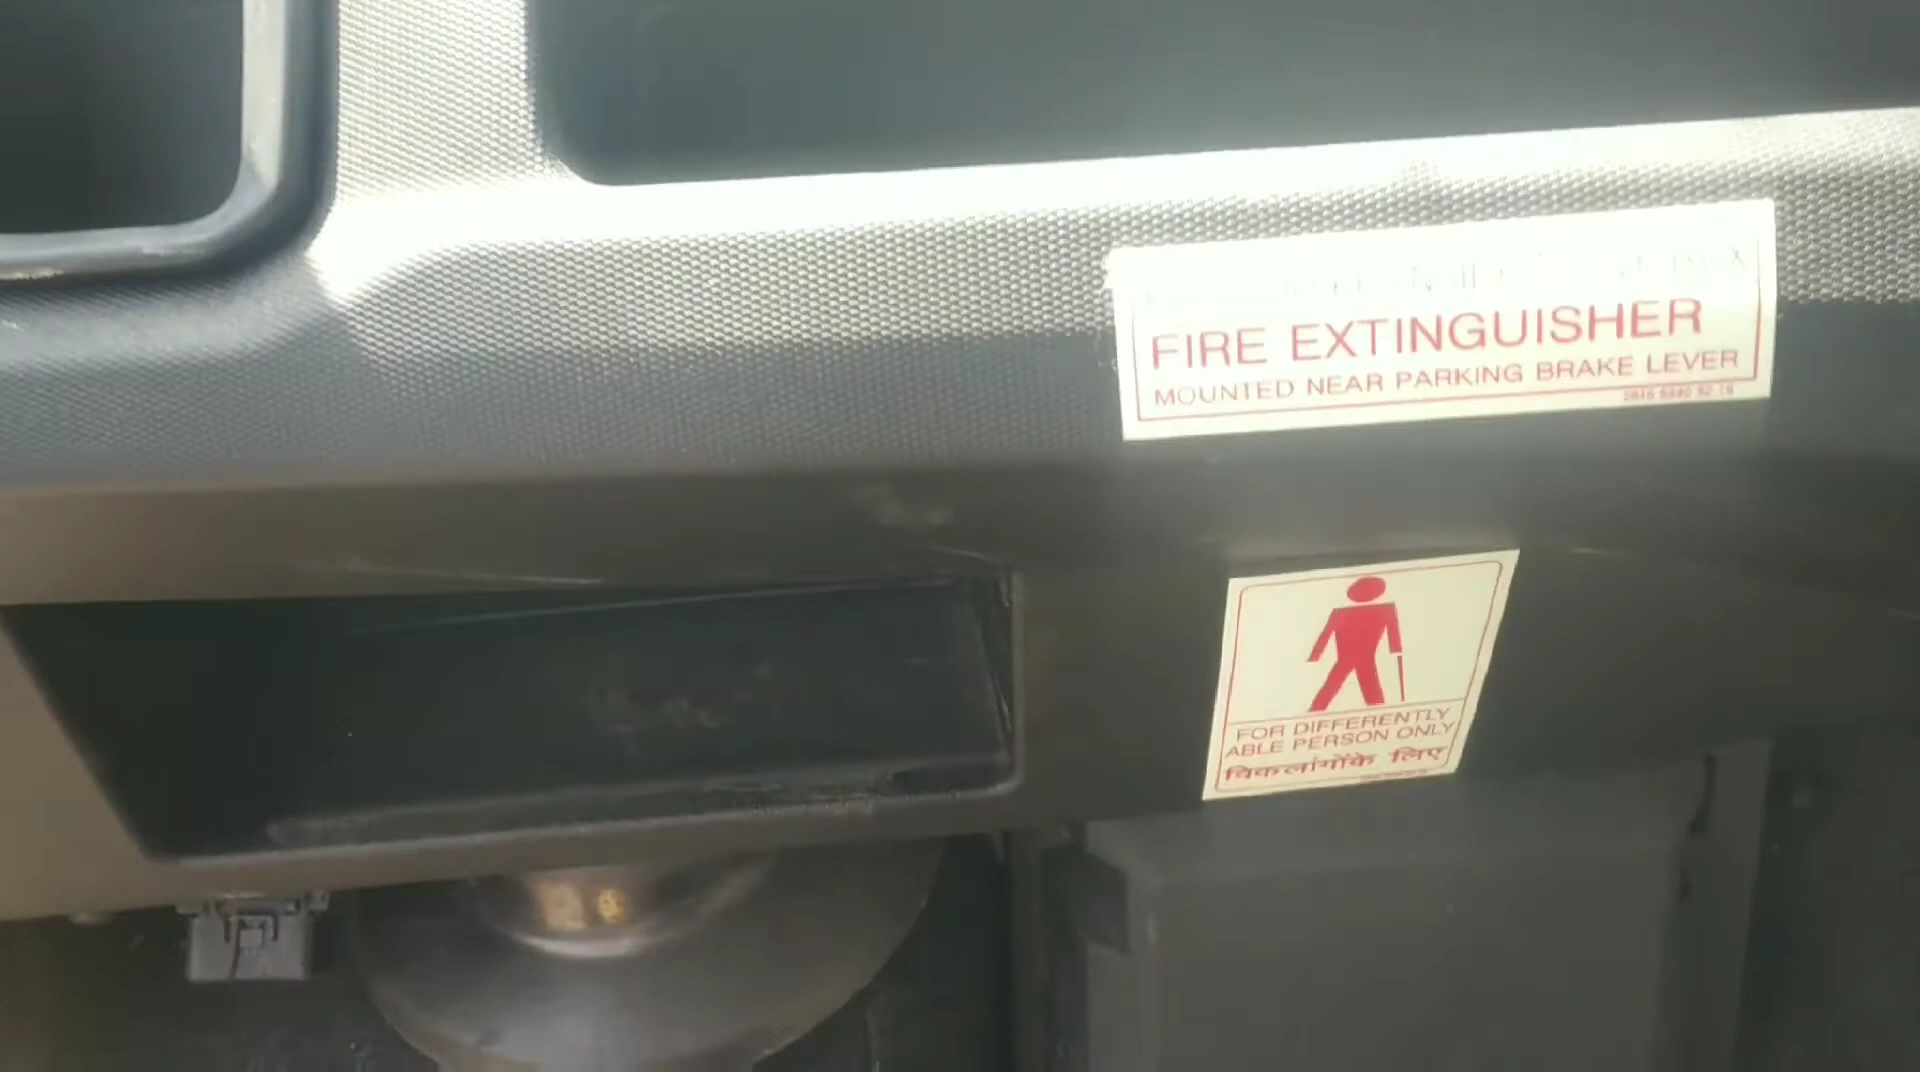 FIRE EXTINGUISHER
MOUNTED NEAR PARKING BRAKE LEVER
FOR DIFFERENTLY
ABLE PERSON ONLY
विकलांगोंके लिए